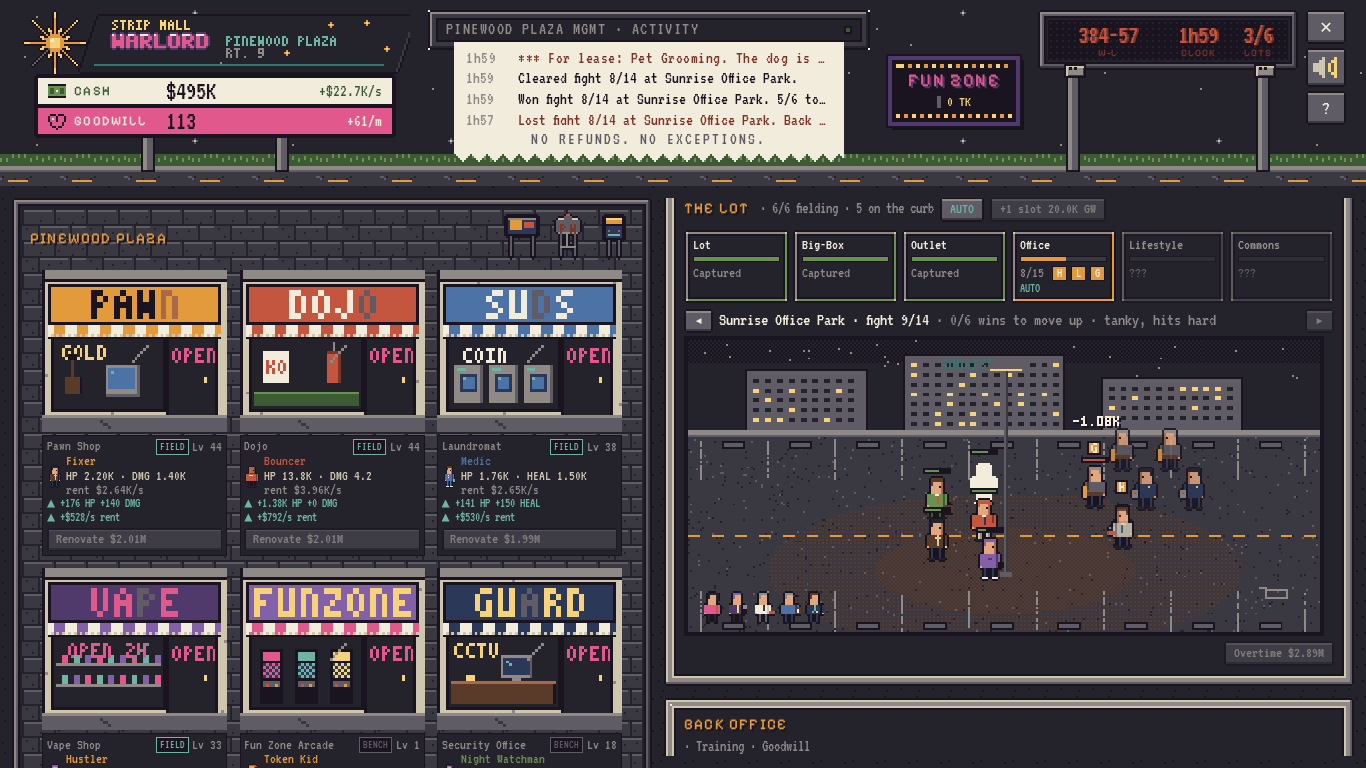 STRIP MALL
WARLORD
PINEWOOD PLAZA
RT. 9
CASH $495K +$22.7K/s
GOODWILL 113 +61/m
PINEWOOD PLAZA MGMT · ACTIVITY
1h59 *** For lease: Pet Grooming. The dog is …
1h59 Cleared fight 8/14 at Sunrise Office Park.
1h59 Won fight 8/14 at Sunrise Office Park. 5/6 to…
1h57 Lost fight 8/14 at Sunrise Office Park. Back …
NO REFUNDS. NO EXCEPTIONS.
FUN ZONE
0 TK
384-57 1h59 3/6
W-L CLOCK LOTS
×
?
PINEWOOD PLAZA
PAWN
GOLD
OPEN
DOJO
KO
OPEN
SUDS
COIN
OPEN
Pawn Shop FIELD Lv 44
Fixer
HP 2.20K · DMG 1.40K
rent $2.64K/s
▲ +176 HP +140 DMG
▲ +$528/s rent
Renovate $2.01M
Dojo FIELD Lv 44
Bouncer
HP 13.8K · DMG 4.2
rent $3.96K/s
▲ +1.38K HP +0 DMG
▲ +$792/s rent
Renovate $2.01M
Laundromat FIELD Lv 38
Medic
HP 1.76K · HEAL 1.50K
rent $2.65K/s
▲ +141 HP +150 HEAL
▲ +$530/s rent
Renovate $1.99M
VAPE
OPEN
FUNZONE
OPEN
GUARD
CCTV
OPEN
Vape Shop FIELD Lv 33
Hustler
Fun Zone Arcade BENCH Lv 1
Token Kid
Security Office BENCH Lv 18
Night Watchman
THE LOT · 6/6 fielding · 5 on the curb AUTO +1 slot 20.0K GW
Lot
Captured
Big-Box
Captured
Outlet
Captured
Office
8/15 H L G
AUTO
Lifestyle
???
Commons
???
◄ Sunrise Office Park · fight 9/14 · 0/6 wins to move up · tanky, hits hard ►
-1.08K
G
H
Overtime $2.89M
BACK OFFICE
· Training · Goodwill